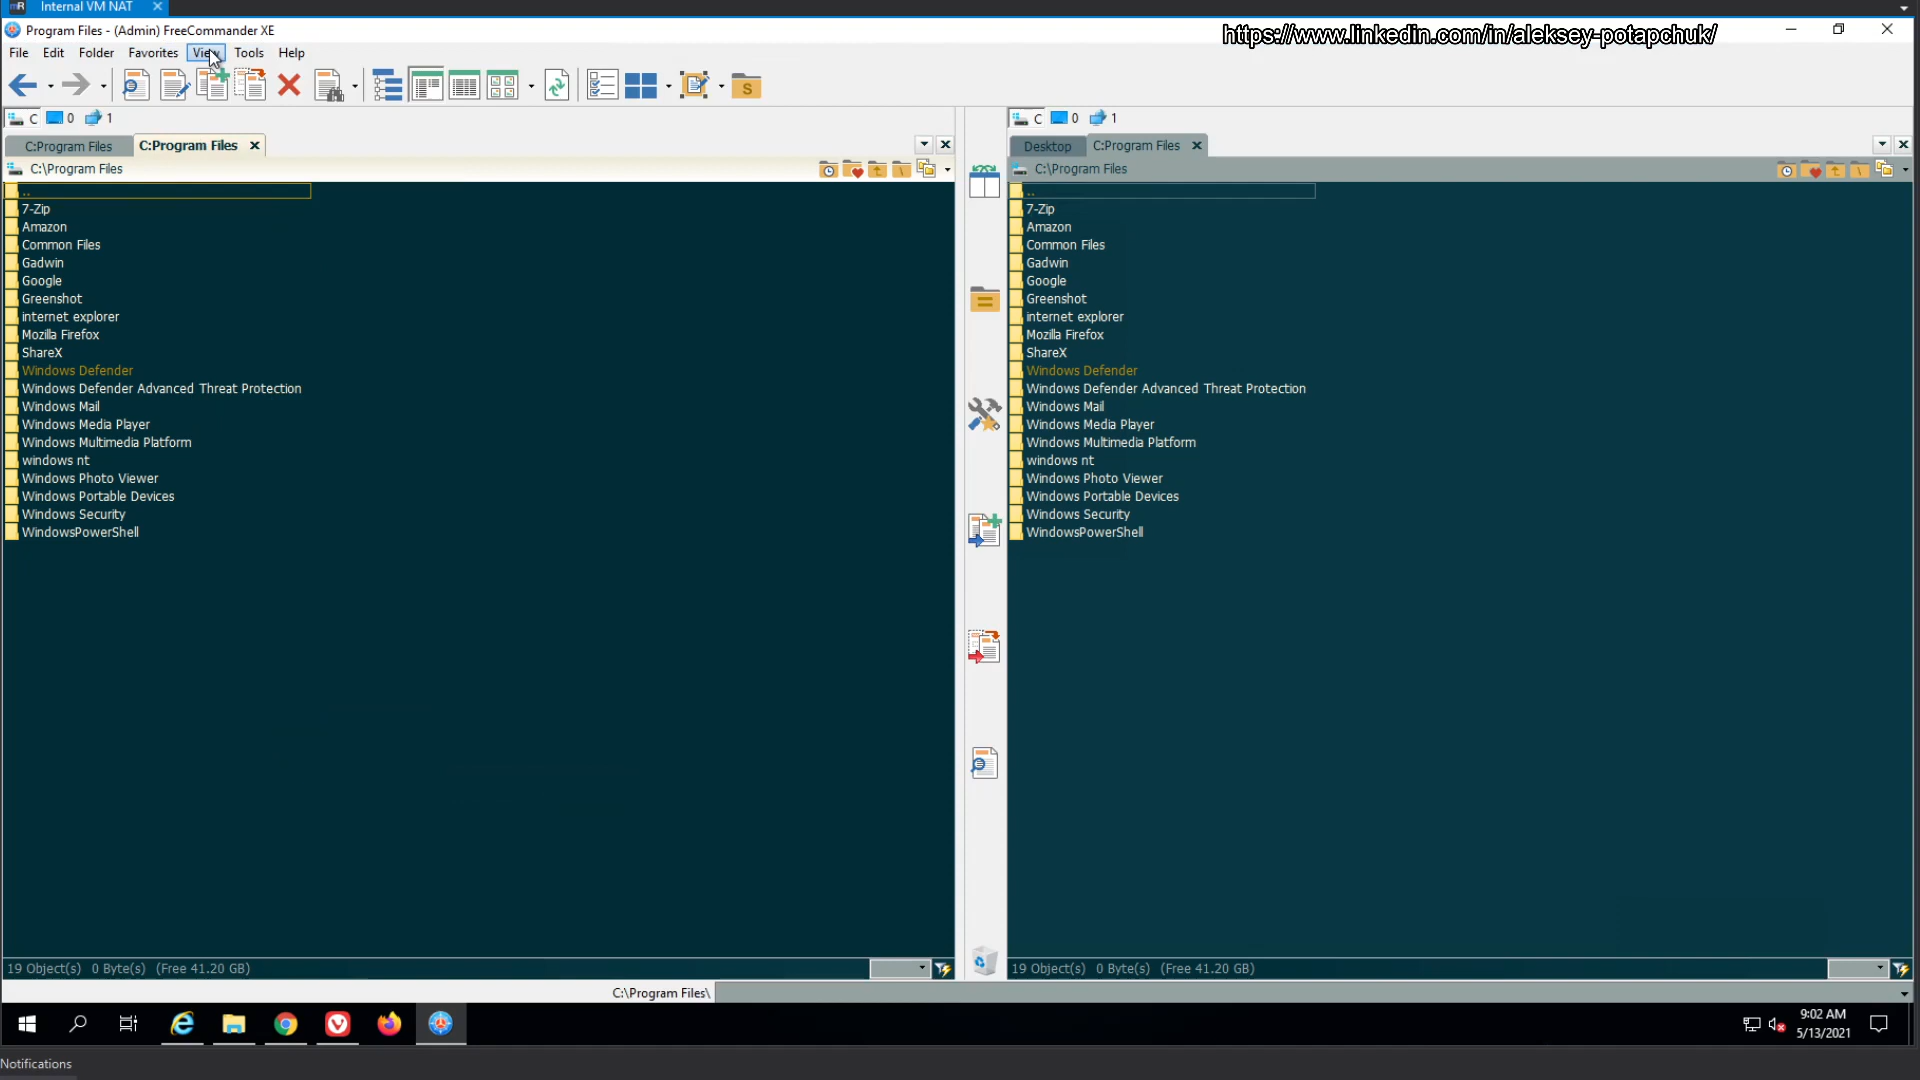 mR Internal VM NAT
Program Files - (Admin) FreeCommander XE
https://www.linkedin.com/in/aleksey-potapchuk/
File Edit Folder Favorites View Tools Help
S
C 0 1
C:Program Files C:Program Files
C:\Program Files
..
7-Zip
Amazon
Common Files
Gadwin
Google
Greenshot
internet explorer
Mozilla Firefox
ShareX
Windows Defender
Windows Defender Advanced Threat Protection
Windows Mail
Windows Media Player
Windows Multimedia Platform
windows nt
Windows Photo Viewer
Windows Portable Devices
Windows Security
WindowsPowerShell
19 Object(s) 0 Byte(s) (Free 41.20 GB)
C 0 1
Desktop C:Program Files
C:\Program Files
..
7-Zip
Amazon
Common Files
Gadwin
Google
Greenshot
internet explorer
Mozilla Firefox
ShareX
Windows Defender
Windows Defender Advanced Threat Protection
Windows Mail
Windows Media Player
Windows Multimedia Platform
windows nt
Windows Photo Viewer
Windows Portable Devices
Windows Security
WindowsPowerShell
19 Object(s) 0 Byte(s) (Free 41.20 GB)
C:\Program Files\
9:02 AM
5/13/2021
Notifications